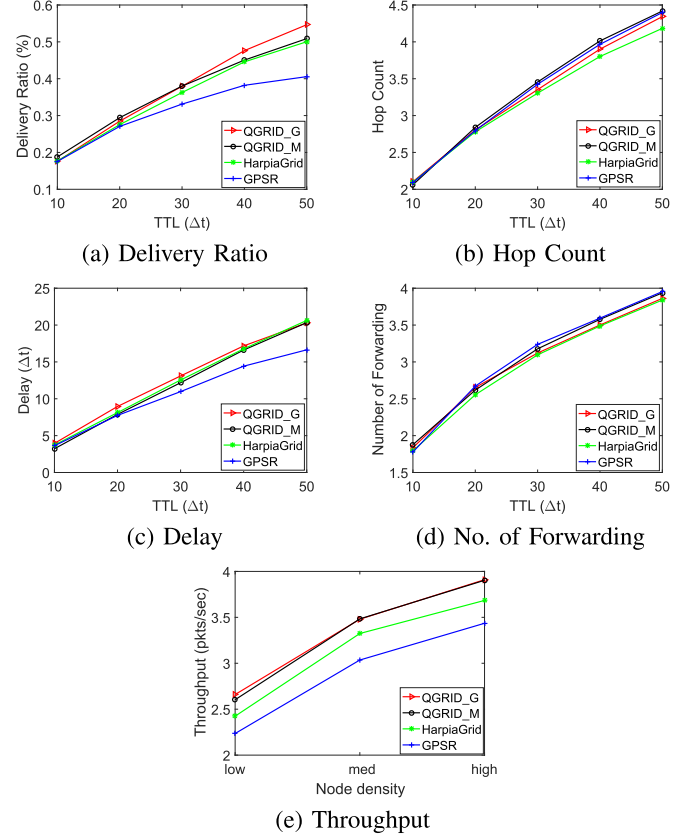 0.6
0.5
0.4
0.3
0.2
0.1
Delivery Ratio (%)
QGRID_G
QGRID_M
HarpiaGrid
GPSR
10 20 30 40 50
TTL (Δt)
(a) Delivery Ratio
4.5
4
3.5
3
2.5
2
Hop Count
QGRID_G
QGRID_M
HarpiaGrid
GPSR
10 20 30 40 50
TTL (Δt)
(b) Hop Count
25
20
15
10
5
0
Delay (Δt)
QGRID_G
QGRID_M
HarpiaGrid
GPSR
10 20 30 40 50
TTL (Δt)
(c) Delay
4
3.5
3
2.5
2
1.5
Number of Forwarding
QGRID_G
QGRID_M
HarpiaGrid
GPSR
10 20 30 40 50
TTL (Δt)
(d) No. of Forwarding
4
3.5
3
2.5
2
Throughput (pkts/sec)
QGRID_G
QGRID_M
HarpiaGrid
GPSR
low med high
Node density
(e) Throughput